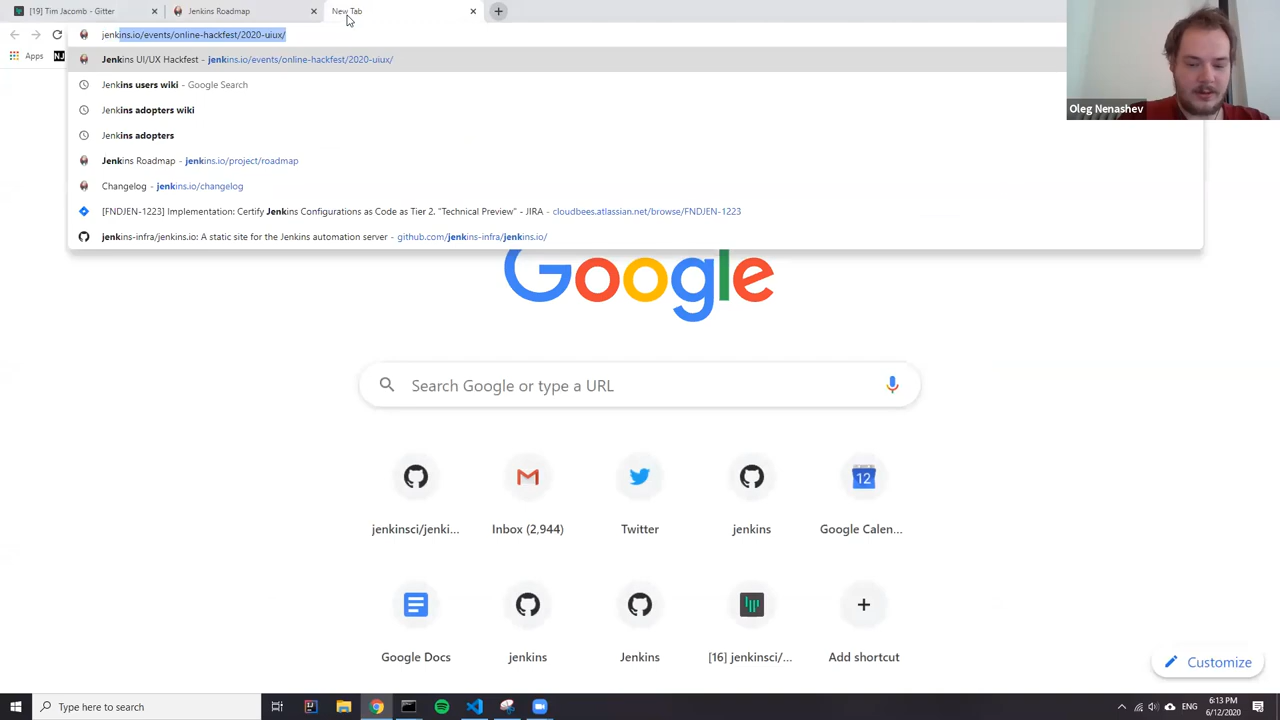 [19] Tim Jacomb - Gitter
Jenkins Roadmap
New Tab
jenkins.io/events/online-hackfest/2020-uiux/
Apps
NJ
Jenkins UI/UX Hackfest - jenkins.io/events/online-hackfest/2020-uiux/
Jenkins users wiki - Google Search
Jenkins adopters wiki
Jenkins adopters
Jenkins Roadmap - jenkins.io/project/roadmap
Changelog - jenkins.io/changelog
[FNDJEN-1223] Implementation: Certify Jenkins Configurations as Code as Tier 2, "Technical Preview" - JIRA - cloudbees.atlassian.net/browse/FNDJEN-1223
jenkins-infra/jenkins.io: A static site for the Jenkins automation server - github.com/jenkins-infra/jenkins.io/
Oleg Nenashev
Google
Search Google or type a URL
12
jenkinsci/jenki...
Inbox (2,944)
Twitter
jenkins
Google Calen...
Google Docs
jenkins
Jenkins
[16] jenkinsci/...
Add shortcut
Customize
Type here to search
ENG
6:13 PM
6/12/2020